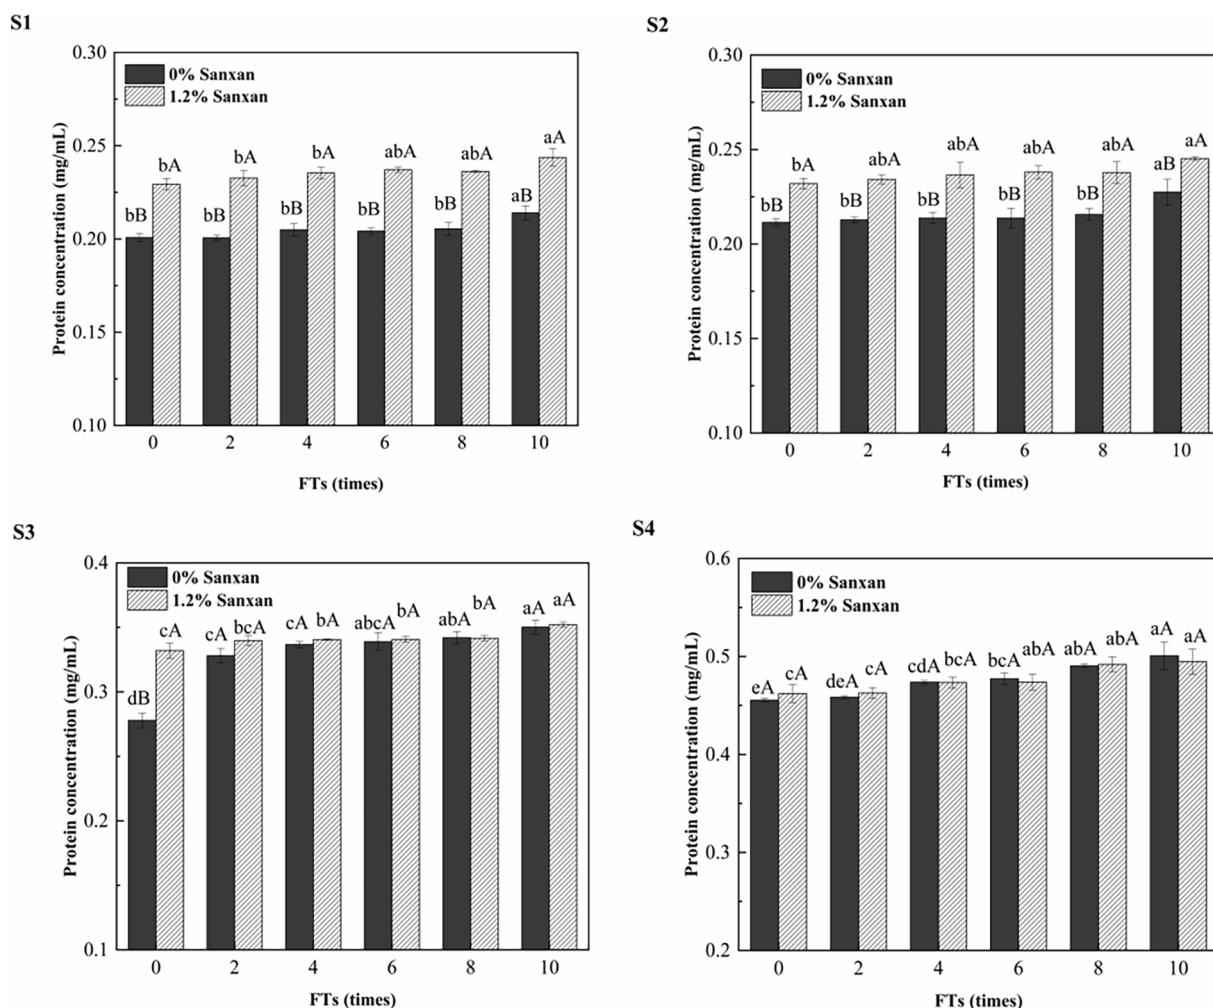 S1
Protein concentration (mg/mL)
0.30
0.25
0.20
0.15
0.10
0% Sanxan
1.2% Sanxan
bB bA bB bA bB bA bB abA bB abA aB aA
0 2 4 6 8 10
FTs (times)
S2
Protein concentration (mg/mL)
0.30
0.25
0.20
0.15
0.10
0% Sanxan
1.2% Sanxan
bB bA bB abA bB abA bB abA bB abA aB aA
0 2 4 6 8 10
FTs (times)
S3
Protein concentration (mg/mL)
0.4
0.3
0.2
0.1
0% Sanxan
1.2% Sanxan
dB cA cA bcA cA bA abcA bA abA bA aA aA
0 2 4 6 8 10
FTs (times)
S4
Protein concentration (mg/mL)
0.6
0.5
0.4
0.3
0.2
0% Sanxan
1.2% Sanxan
eA cA deA cA cdA bcA bcA abA abA abA aA aA
0 2 4 6 8 10
FTs (times)